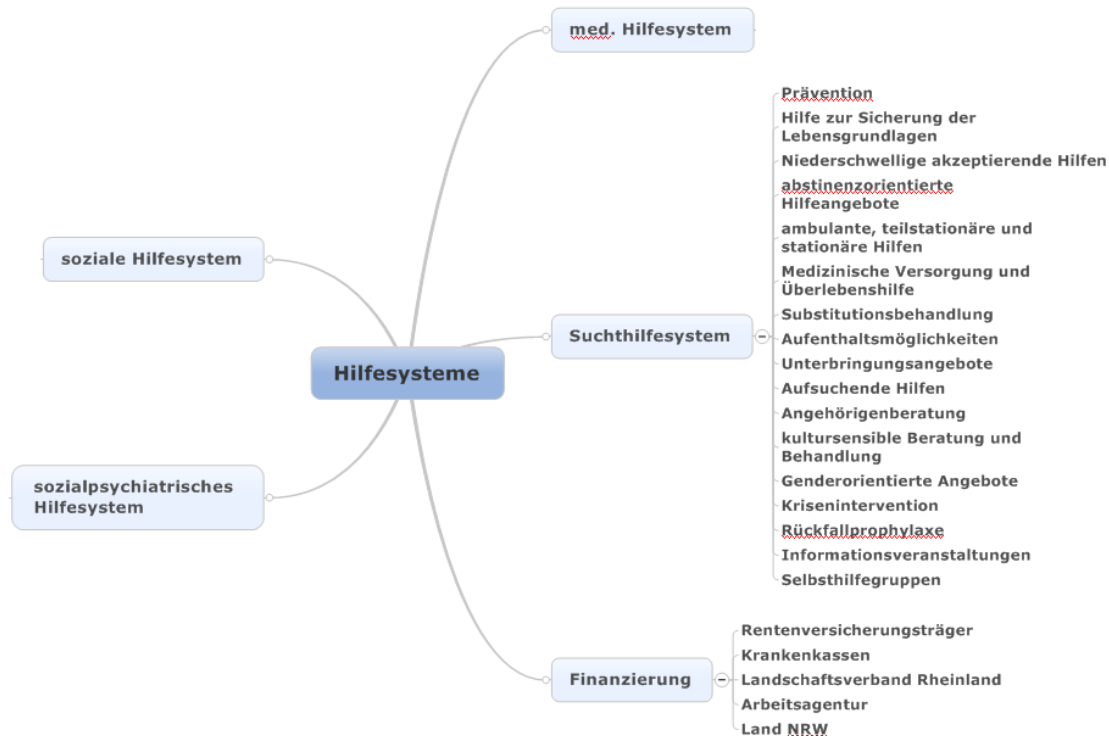 med. Hilfesystem
Prävention
Hilfe zur Sicherung der
Lebensgrundlagen
Niederschwellige akzeptierende Hilfen
abstinenzorientierte
Hilfeangebote
ambulante, teilstationäre und
stationäre Hilfen
Medizinische Versorgung und
Überlebenshilfe
Substitutionsbehandlung
Aufenthaltsmöglichkeiten
Unterbringungsangebote
Aufsuchende Hilfen
Angehörigenberatung
kultursensible Beratung und
Behandlung
Genderorientierte Angebote
Krisenintervention
Rückfallprophylaxe
Informationsveranstaltungen
Selbsthilfegruppen
Suchthilfesystem
soziale Hilfesystem
Hilfesysteme
sozialpsychiatrisches
Hilfesystem
Finanzierung
Rentenversicherungsträger
Krankenkassen
Landschaftsverband Rheinland
Arbeitsagentur
Land NRW